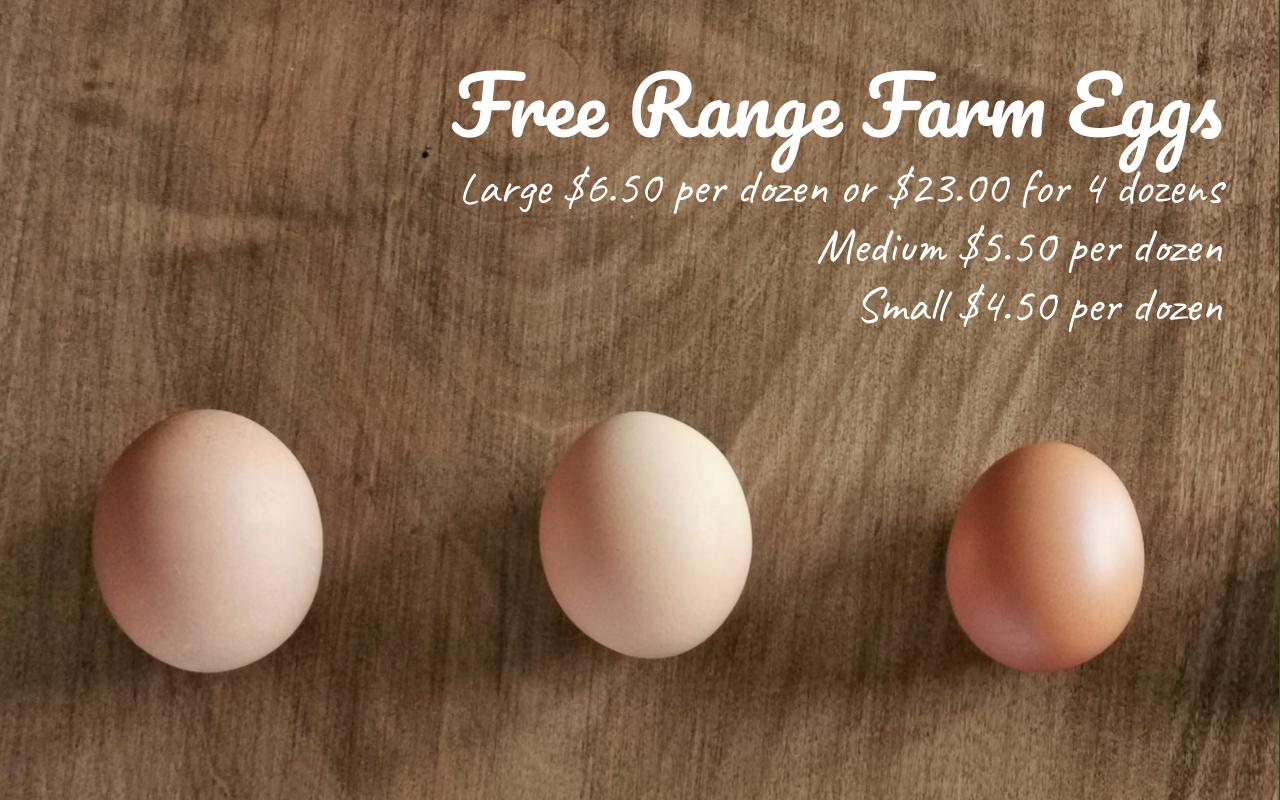 Free Range Farm Eggs
Large $6.50 per dozen or $23.00 for 4 dozens
Medium $5.50 per dozen
Small $4.50 per dozen